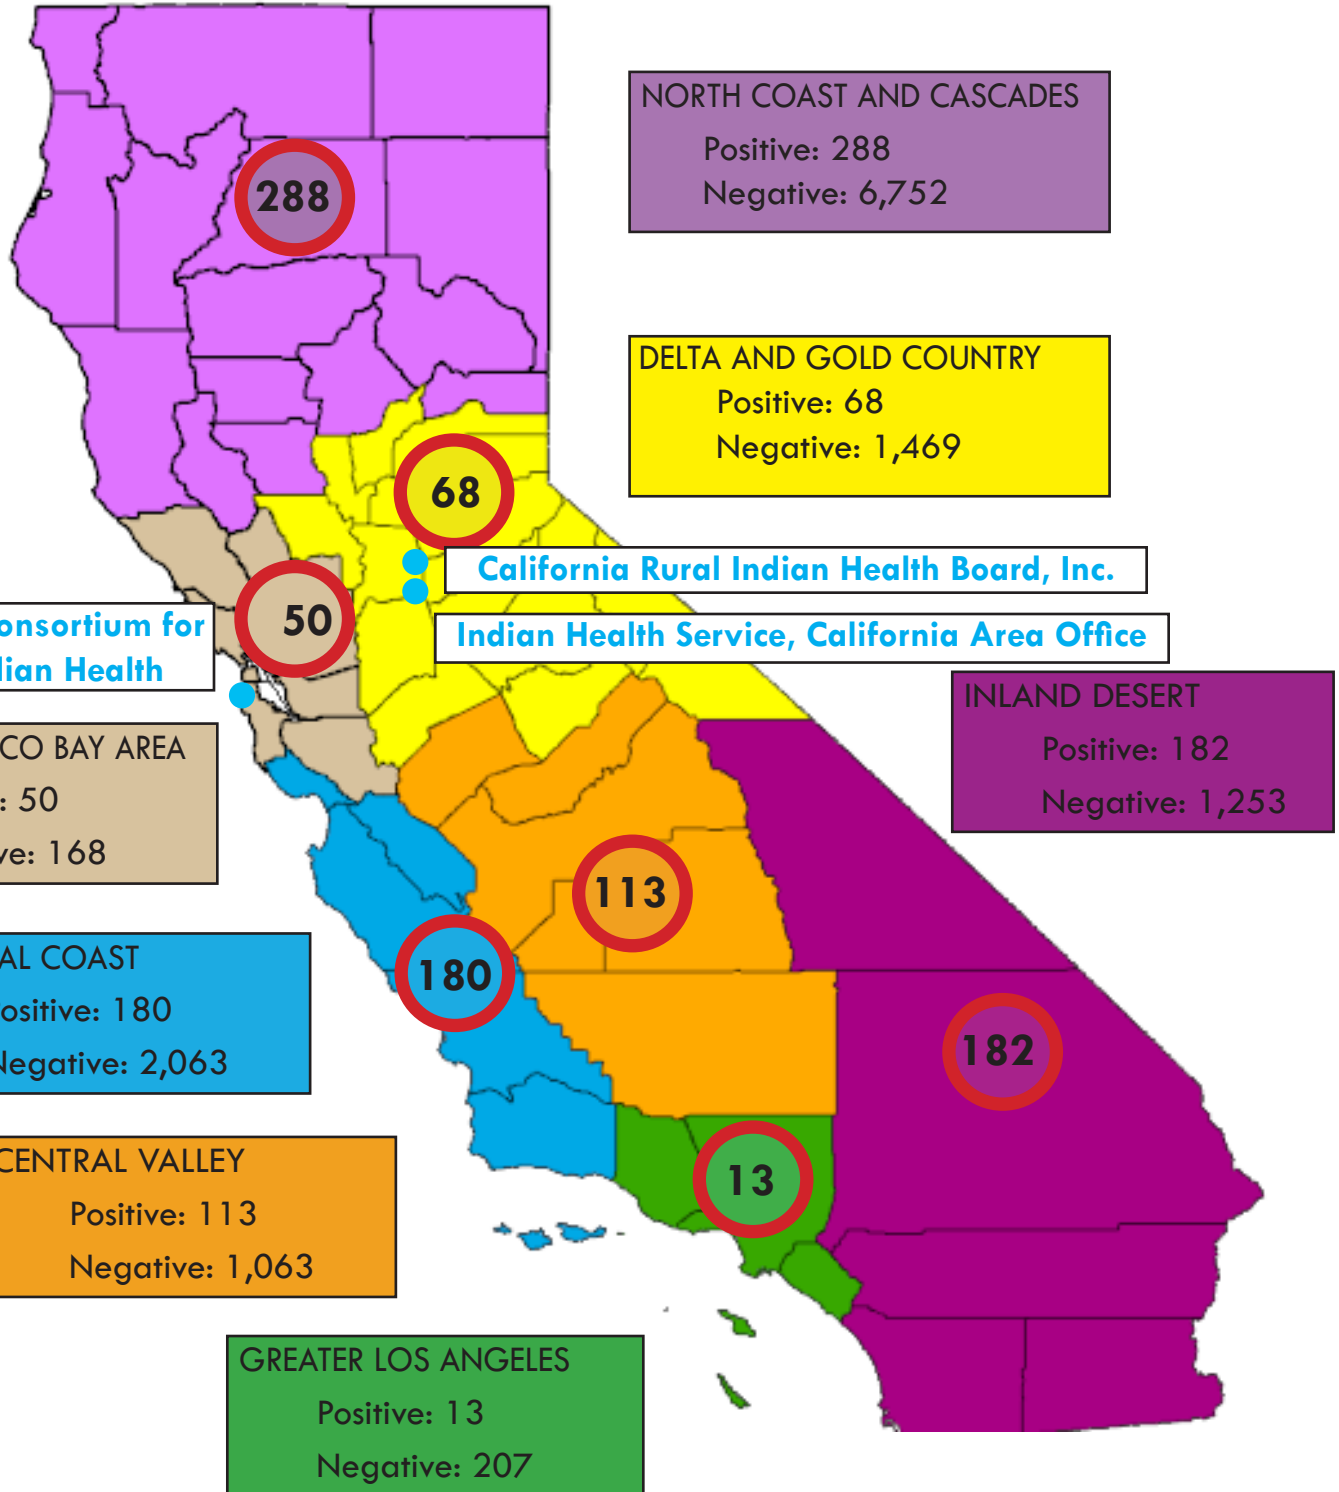 NORTH COAST AND CASCADES
Positive: 288
Negative: 6,752
288
DELTA AND GOLD COUNTRY
Positive: 68
Negative: 1,469
68
California Rural Indian Health Board, Inc.
Indian Health Service, California Area Office
onsortium for
dian Health
50
CO BAY AREA
: 50
ve: 168
INLAND DESERT
Positive: 182
Negative: 1,253
113
180
182
AL COAST
ositive: 180
Negative: 2,063
CENTRAL VALLEY
Positive: 113
Negative: 1,063
13
GREATER LOS ANGELES
Positive: 13
Negative: 207